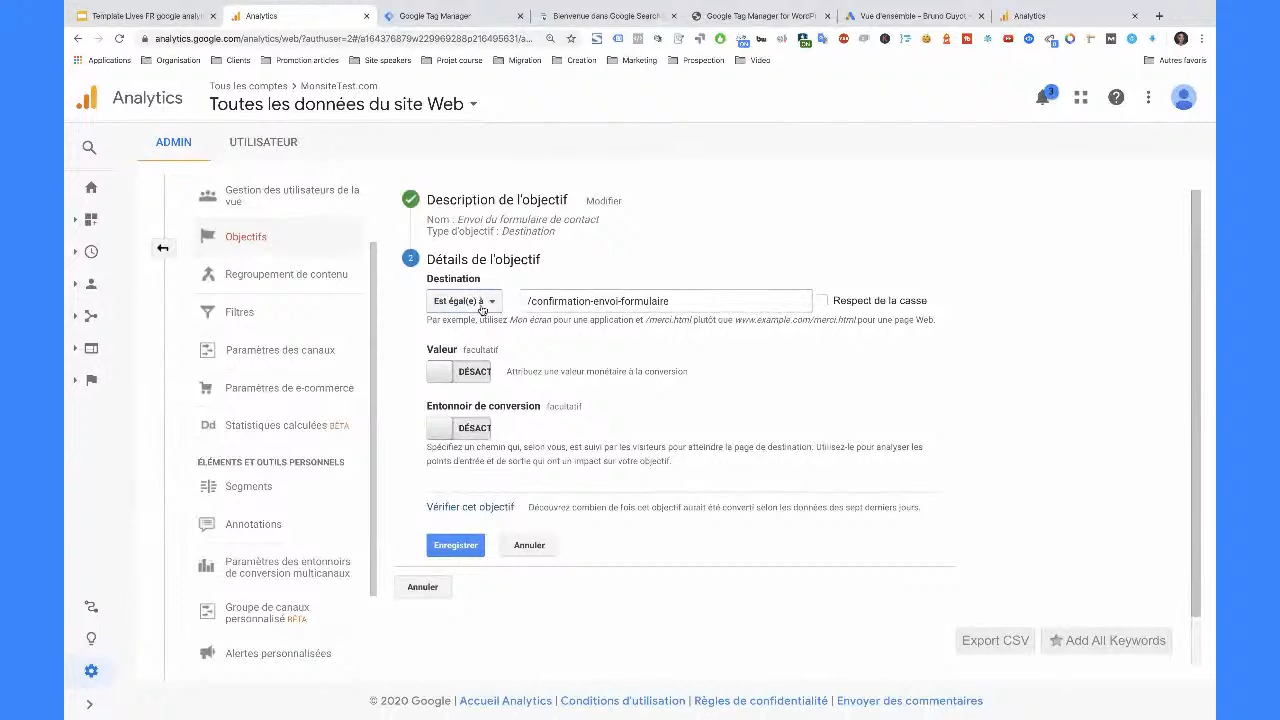 Template Lives FR google analy
Analytics
Google Tag Manager
Bienvenue dans Google Search
Google Tag Manager for WordP
Vue d'ensemble - Bruno Guyot -
Analytics
analytics.google.com/analytics/web/?authuser=2#/a164376879w229969288p216495563/a...
Applications
Organisation
Clients
Promotion articles
Site speakers
Projet course
Migration
Creation
Marketing
Prospection
Video
Autres favoris
Analytics
Tous les comptes > MonsiteTest.com
Toutes les données du site Web
3
ADMIN
UTILISATEUR
Gestion des utilisateurs de la
vue
Objectifs
Regroupement de contenu
Filtres
Paramètres des canaux
Paramètres de e-commerce
Dd
Statistiques calculées BÊTA
ÉLÉMENTS ET OUTILS PERSONNELS
Segments
Annotations
Paramètres des entonnoirs
de conversion multicanaux
Groupe de canaux
personnalisé BÊTA
Alertes personnalisées
Description de l'objectif Modifier
Nom : Envoi du formulaire de contact
Type d'objectif : Destination
2
Détails de l'objectif
Destination
Est égal(e) à
/confirmation-envoi-formulaire
Respect de la casse
Par exemple, utilisez Mon écran pour une application et /merci.html plutôt que www.example.com/merci.html pour une page Web.
Valeur facultatif
DÉSACT
Attribuez une valeur monétaire à la conversion
Entonnoir de conversion facultatif
DÉSACT
Spécifiez un chemin qui, selon vous, est suivi par les visiteurs pour atteindre la page de destination. Utilisez-le pour analyser les
points d'entrée et de sortie qui ont un impact sur votre objectif.
Vérifier cet objectif
Découvrez combien de fois cet objectif aurait été converti selon les données des sept derniers jours.
Enregistrer
Annuler
Annuler
Export CSV
Add All Keywords
© 2020 Google | Accueil Analytics | Conditions d'utilisation | Règles de confidentialité | Envoyer des commentaires